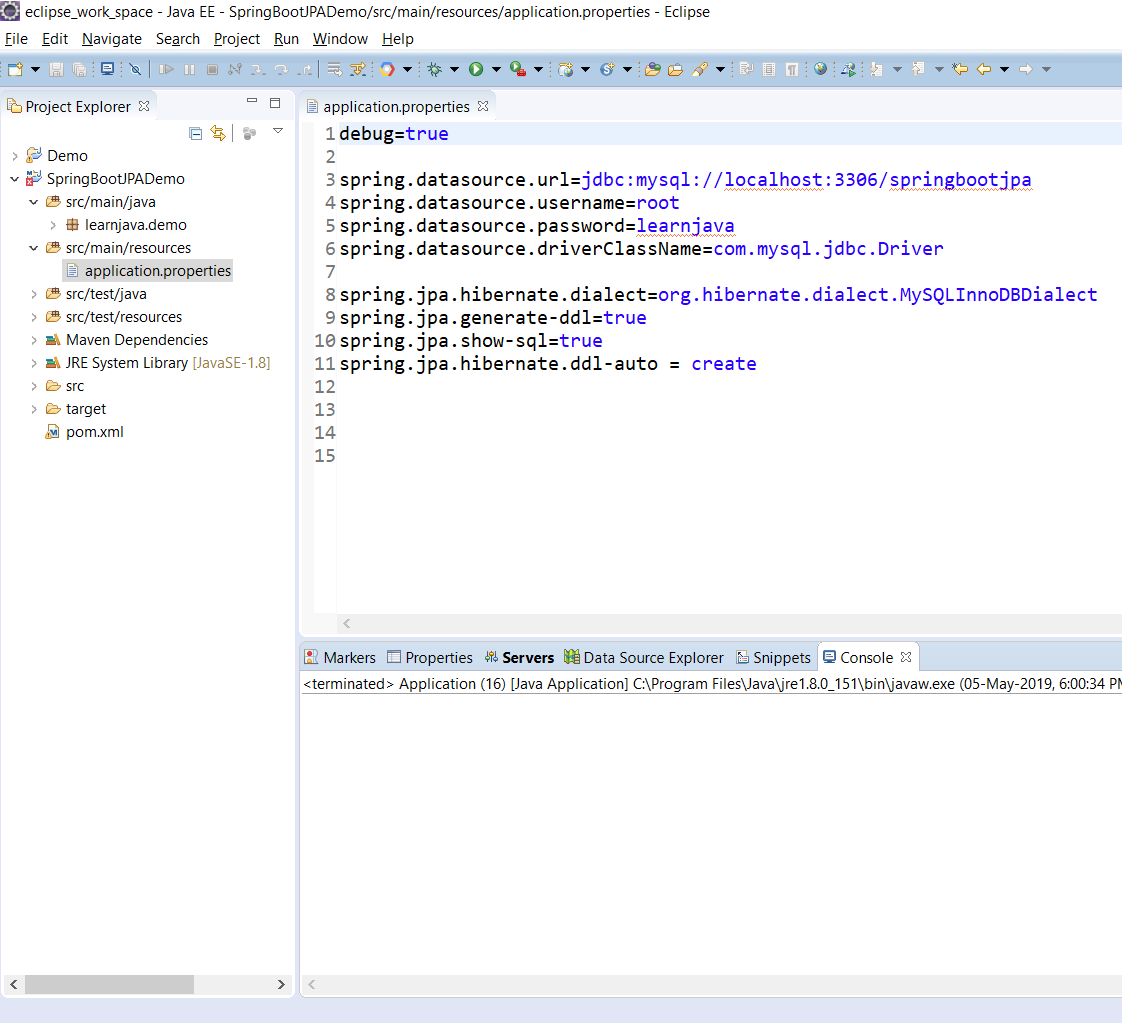 eclipse_work_space - Java EE - SpringBootJPADemo/src/main/resources/application.properties - Eclipse
File Edit Navigate Search Project Run Window Help
Project Explorer
Demo
SpringBootJPADemo
src/main/java
learnjava.demo
src/main/resources
application.properties
src/test/java
src/test/resources
Maven Dependencies
JRE System Library [JavaSE-1.8]
src
target
pom.xml
application.properties
1 debug=true
2
3 spring.datasource.url=jdbc:mysql://localhost:3306/springbootjpa
4 spring.datasource.username=root
5 spring.datasource.password=learnjava
6 spring.datasource.driverClassName=com.mysql.jdbc.Driver
7
8 spring.jpa.hibernate.dialect=org.hibernate.dialect.MySQLInnoDBDialect
9 spring.jpa.generate-ddl=true
10 spring.jpa.show-sql=true
11 spring.jpa.hibernate.ddl-auto = create
12
13
14
15
Markers Properties Servers Data Source Explorer Snippets Console
<terminated> Application (16) [Java Application] C:\Program Files\Java\jre1.8.0_151\bin\javaw.exe (05-May-2019, 6:00:34 PM